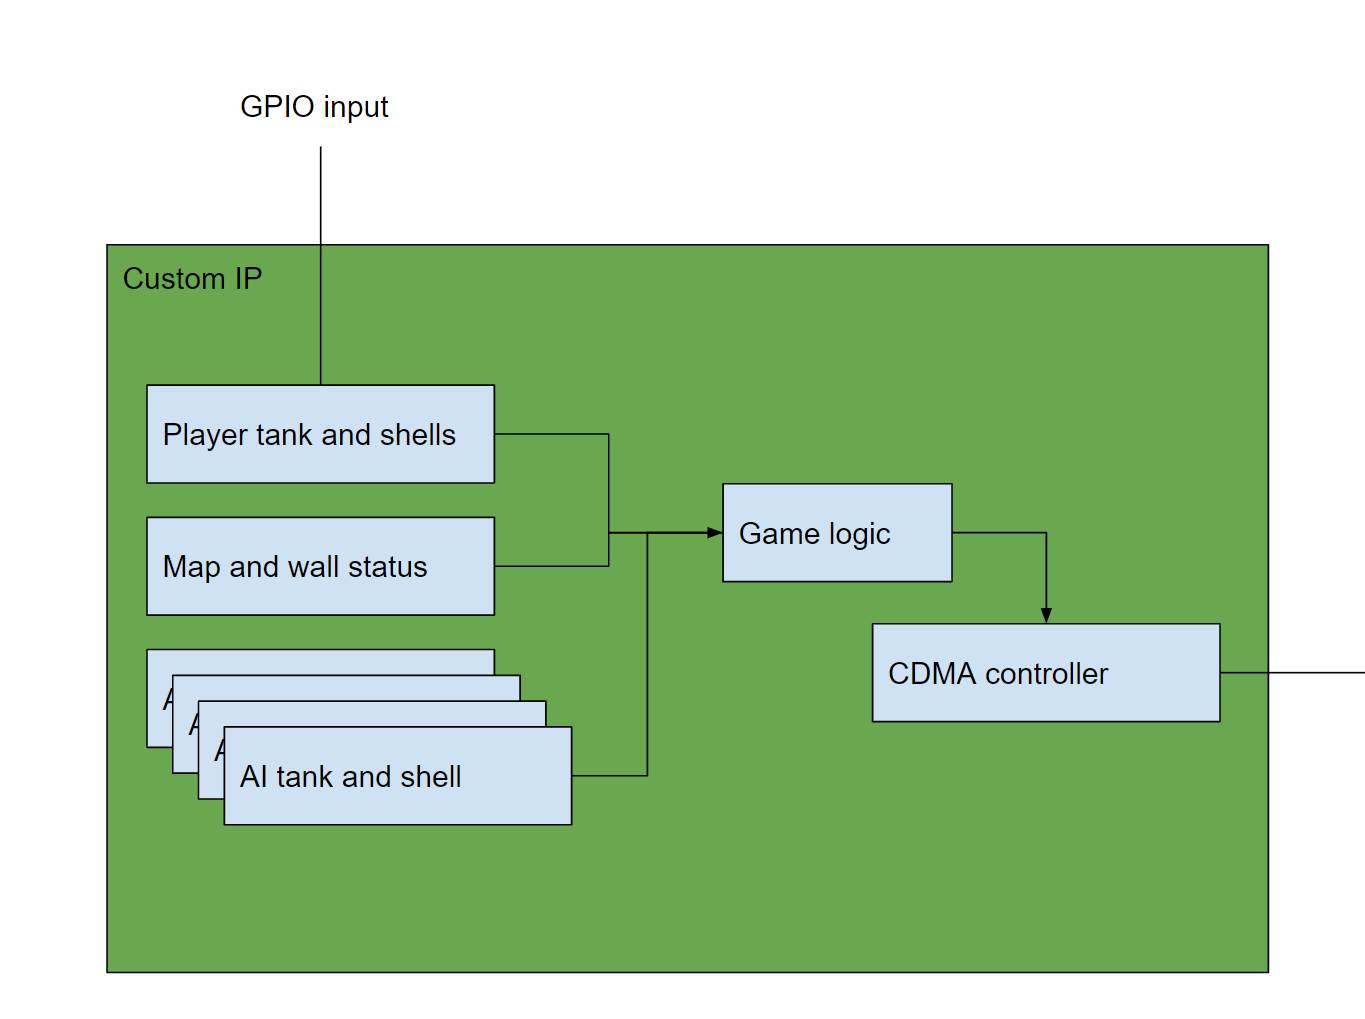 GPIO input
Custom IP
Player tank and shells
Map and wall status
Game logic
CDMA controller
A
A
A
AI tank and shell